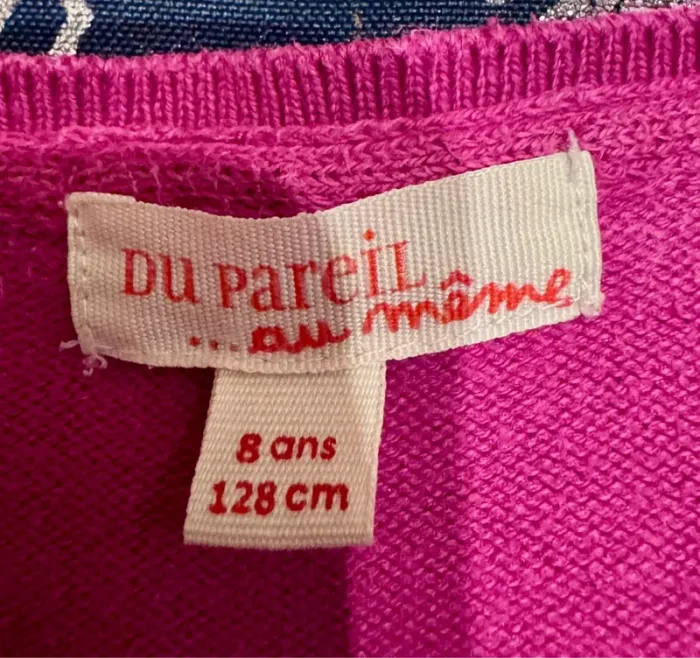 Du Pareil
...au même
8 ans
128 cm